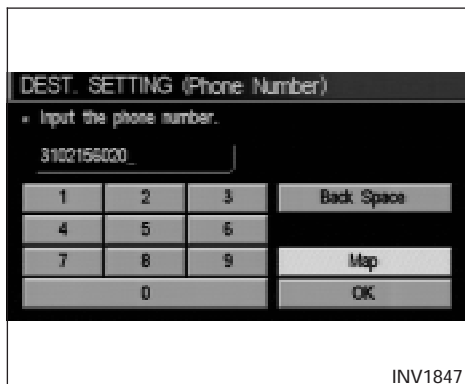 DEST. SETTING (Phone Number)
Input the phone number.
3102156020_
1 2 3 Back Space
4 5 6
7 8 9 Map
0 OK
INV1847